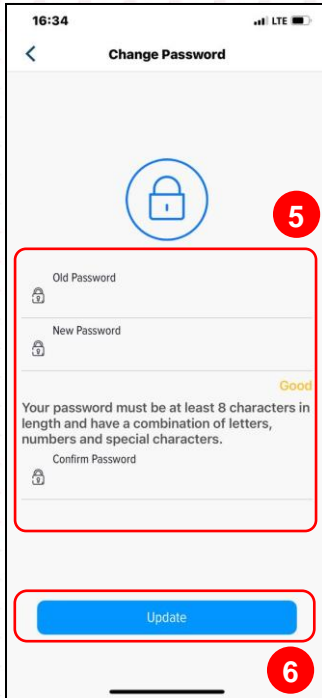 16:34 LTE
Change Password
5
Old Password
New Password
Good
Your password must be at least 8 characters in
length and have a combination of letters,
numbers and special characters.
Confirm Password
Update
6